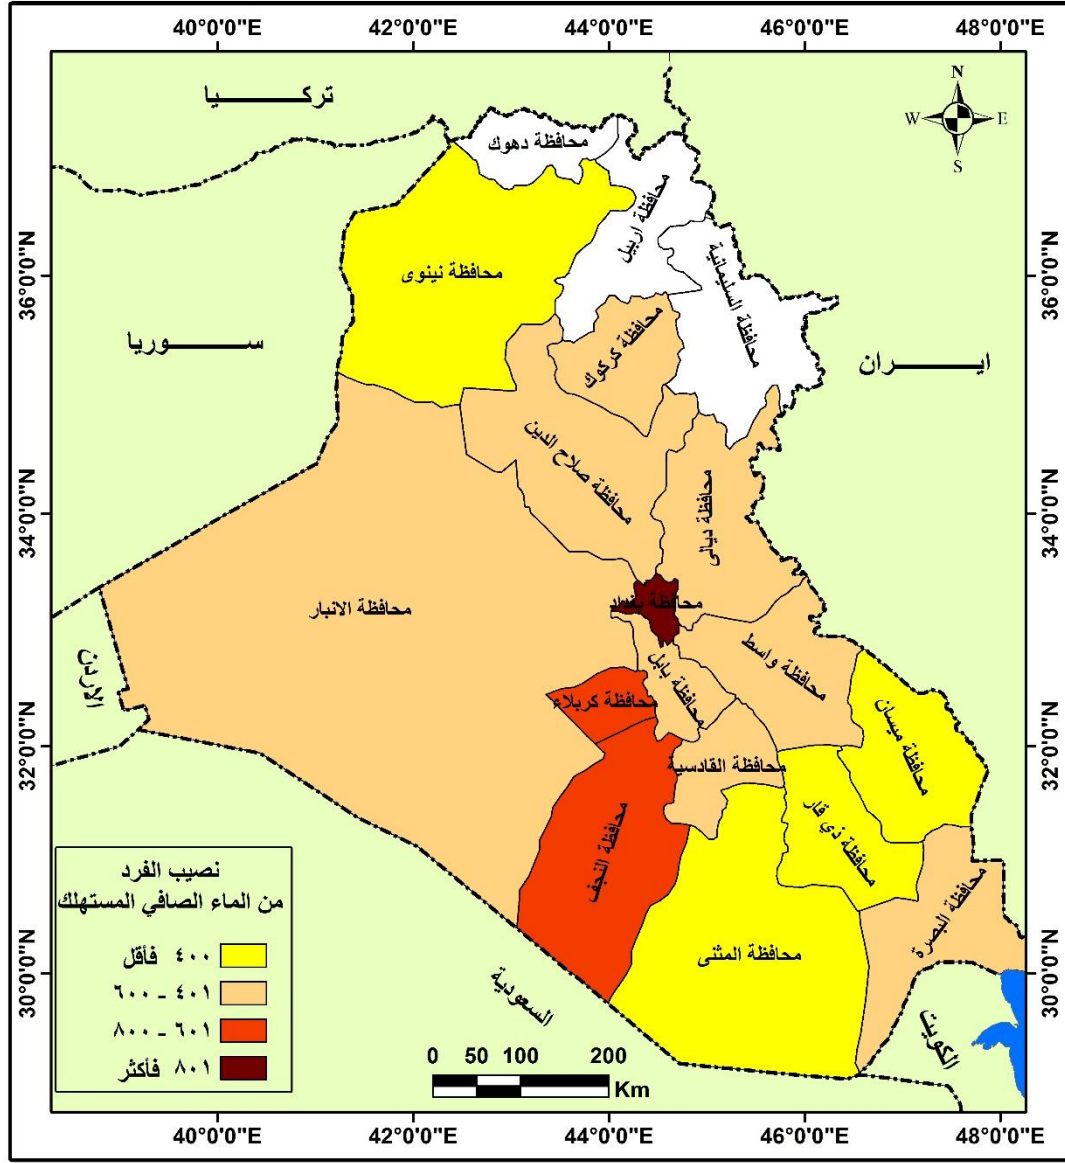 40°0'0"E 42°0'0"E 44°0'0"E 46°0'0"E 48°0'0"E
N
W E
S
تركــــــيا
محافظة دهوك
محافظة اربيل
محافظة السليمانية
36°0'0"N 36°0'0"N
محافظة نينوى
ســــــوريا
ايــــــران
محافظة كركوك
محافظة صلاح الدين
34°0'0"N 34°0'0"N
محافظة ديالى
محافظة بغداد
محافظة الانبار
محافظة واسط
الاردن
محافظة بابل
محافظة كربلاء
محافظة ميسان
32°0'0"N 32°0'0"N
محافظة القادسية
محافظة ذي قار
محافظة النجف
محافظة البصرة
محافظة المثنى
30°0'0"N 30°0'0"N
السعودية
الكويت
نصيب الفرد
من الماء الصافي المستهلك
٤٠٠ فأقل
٤٠١ - ٦٠٠
٦٠١ - ٨٠٠
٨٠١ فأكثر
0 50 100 200
Km
40°0'0"E 42°0'0"E 44°0'0"E 46°0'0"E 48°0'0"E